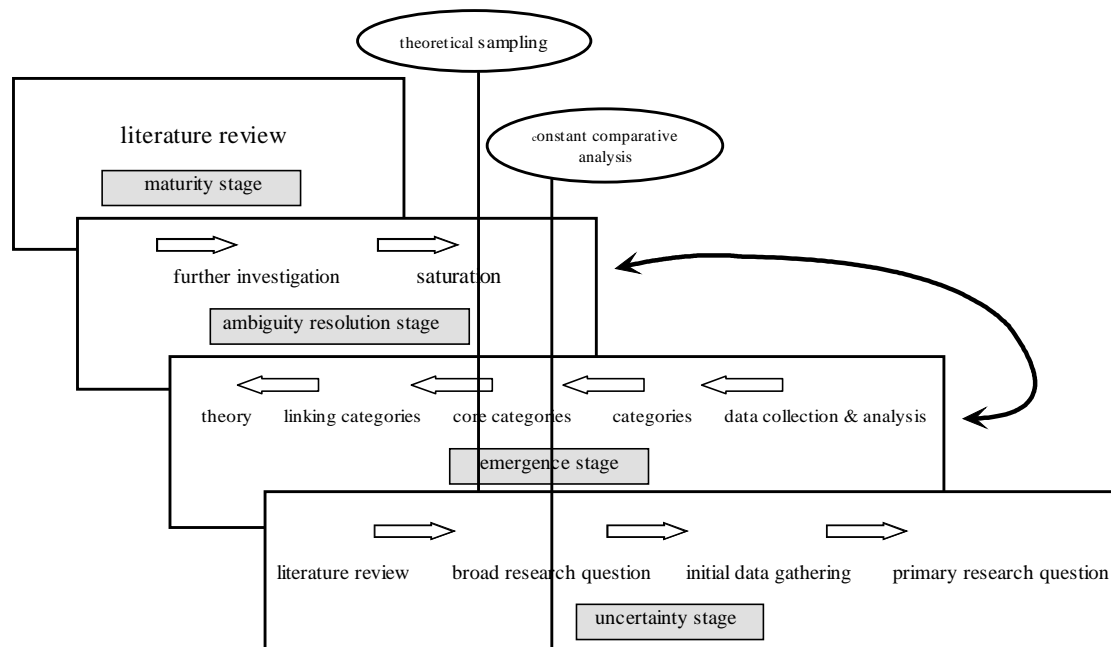 theoretical sampling
constant comparative
analysis
literature review
maturity stage
further investigation
saturation
ambiguity resolution stage
theory
linking categories
core categories
categories
data collection & analysis
emergence stage
literature review
broad research question
initial data gathering
primary research question
uncertainty stage